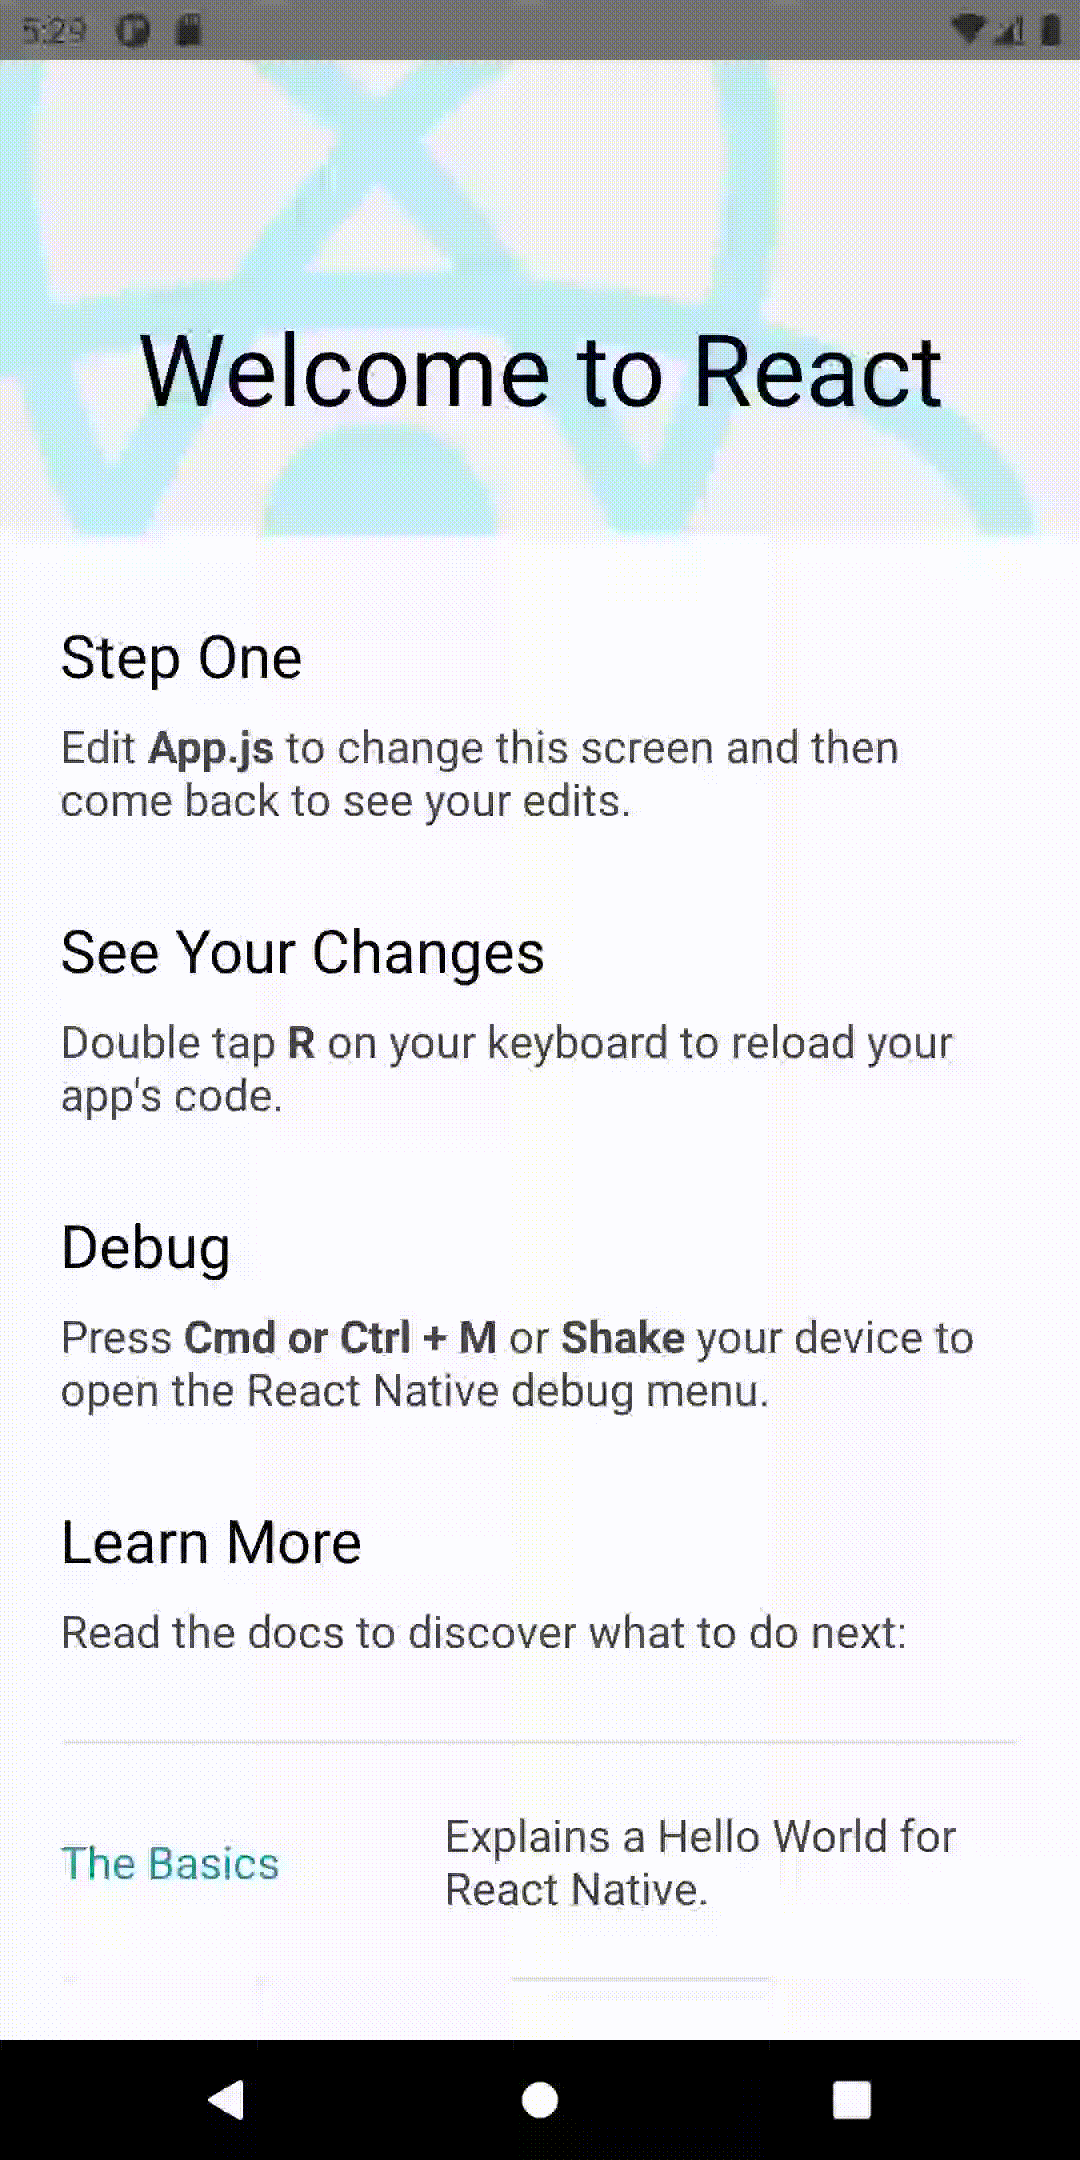 5:29
Welcome to React
Step One
Edit App.js to change this screen and then
come back to see your edits.
See Your Changes
Double tap R on your keyboard to reload your
app's code.
Debug
Press Cmd or Ctrl + M or Shake your device to
open the React Native debug menu.
Learn More
Read the docs to discover what to do next:
The Basics
Explains a Hello World for
React Native.